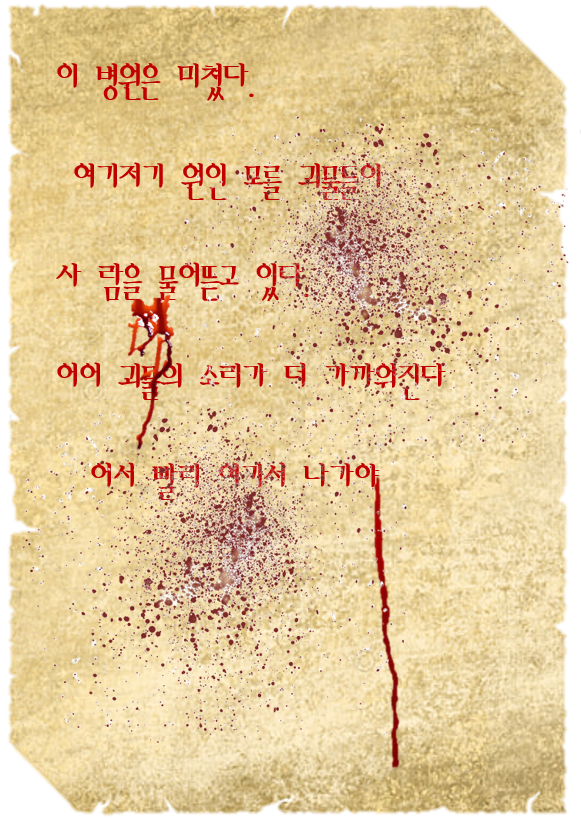 이 병원은 미쳤다.
여기저기 원인 모를 괴물들이
사 람을 물어뜯고 있다.
어어 괴물의 소리가 더 가까워진다
어서 빨리 여기서 나가야